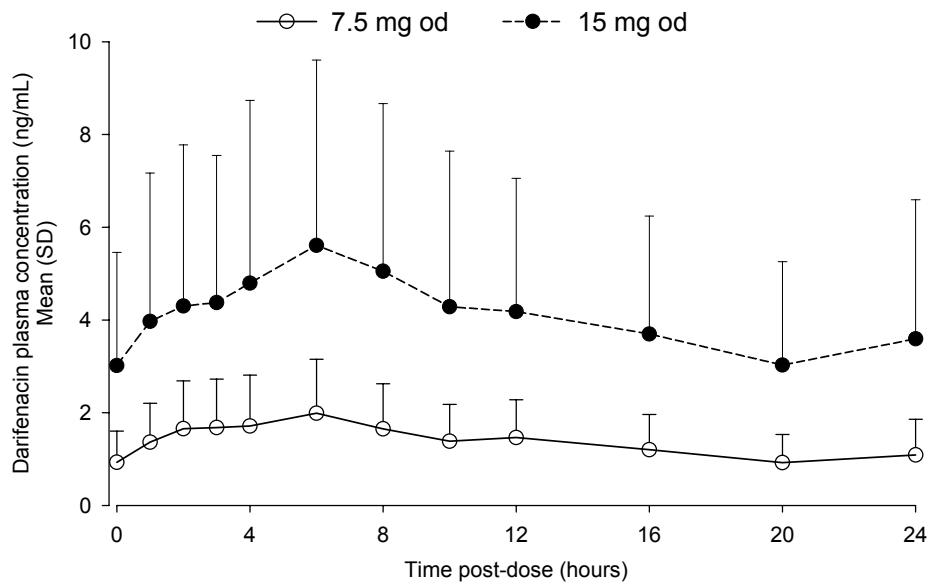 7.5 mg od 15 mg od
Darifenacin plasma concentration (ng/mL)
Mean (SD)
10
8
6
4
2
0
0 4 8 12 16 20 24
Time post-dose (hours)